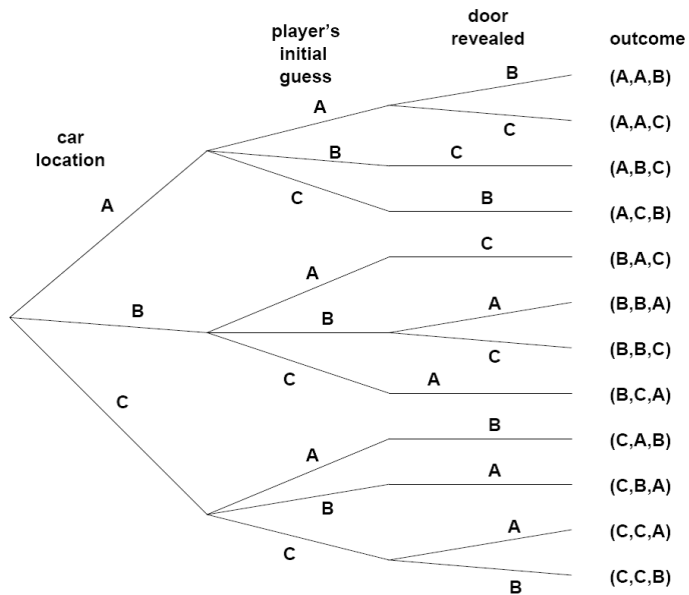 player's
initial
guess
door
revealed
outcome
car
location
A
B
C
A
B
C
B
C
C
B
A
B
C
C
A
C
A
A
B
C
B
A
A
B
(A,A,B)
(A,A,C)
(A,B,C)
(A,C,B)
(B,A,C)
(B,B,A)
(B,B,C)
(B,C,A)
(C,A,B)
(C,B,A)
(C,C,A)
(C,C,B)